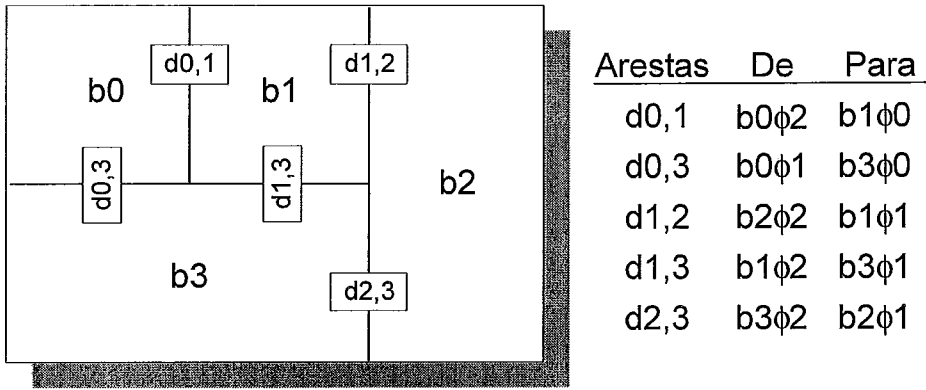 d0,1
d1,2
b0
b1
d0,3
d1,3
b2
b3
d2,3
Arestas De Para
d0,1 b0ϕ2 b1ϕ0
d0,3 b0ϕ1 b3ϕ0
d1,2 b2ϕ2 b1ϕ1
d1,3 b1ϕ2 b3ϕ1
d2,3 b3ϕ2 b2ϕ1